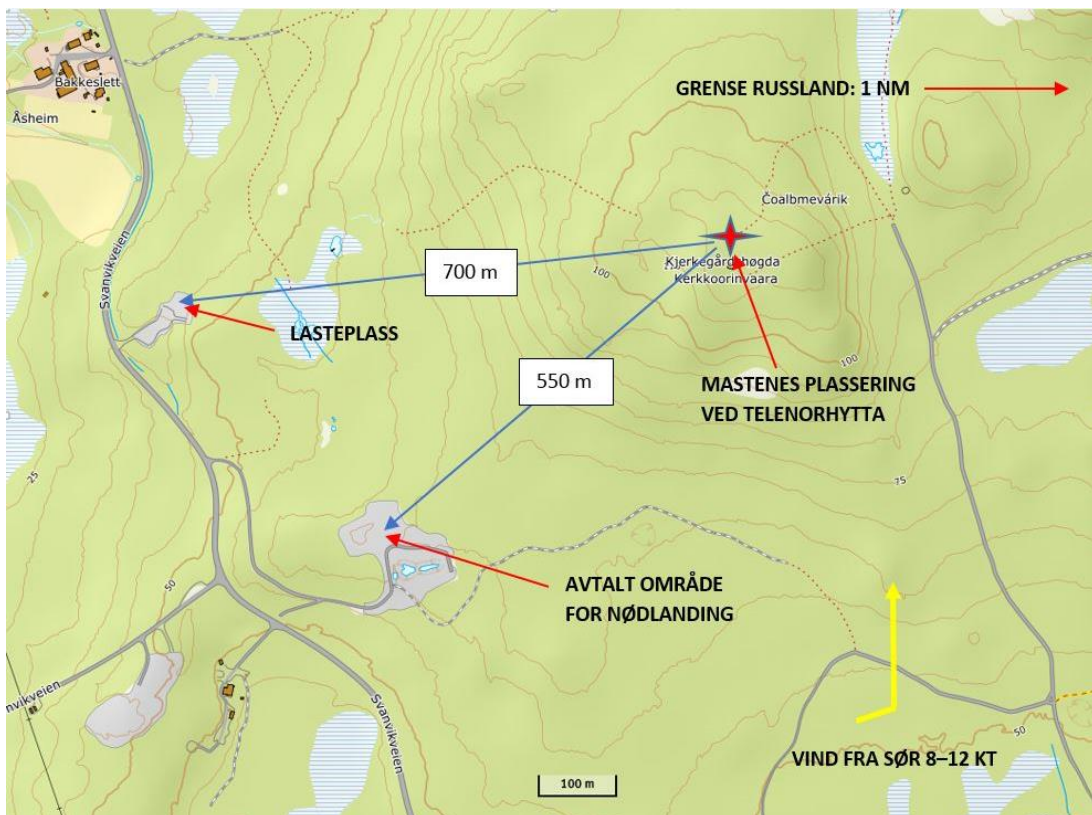 Bakkeslett
Åsheim
Svanvikveien
GRENSE RUSSLAND: 1 NM
Čoalbmevárik
Kjerkegårdshøgda
Kerkkoorinvaara
100
700 m
LASTEPLASS
550 m
100
MASTENES PLASSERING
VED TELENORHYTTA
25
75
AVTALT OMRÅDE
FOR NØDLANDING
50
Svanvikveien
50
VIND FRA SØR 8–12 KT
100 m